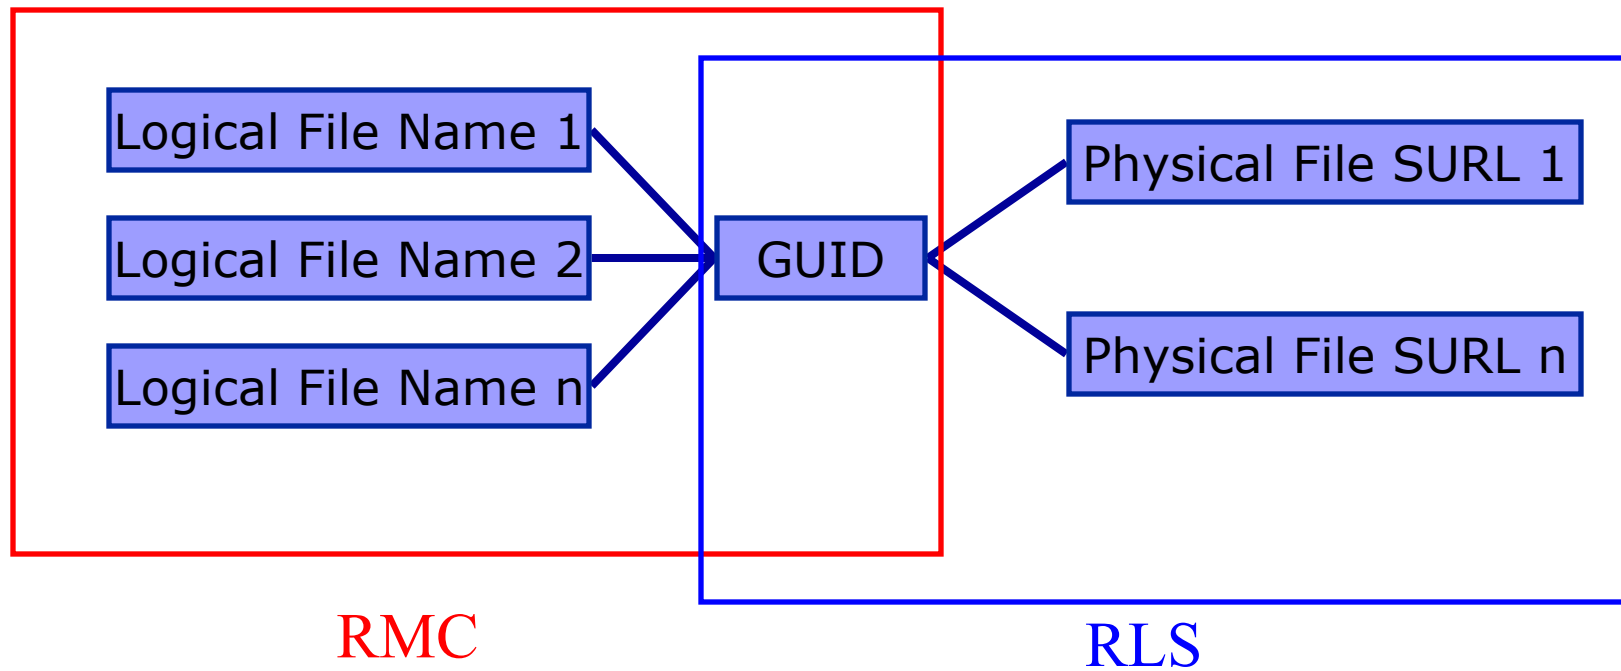 Logical File Name 1
Logical File Name 2
Logical File Name n
GUID
Physical File SURL 1
Physical File SURL n
RMC
RLS